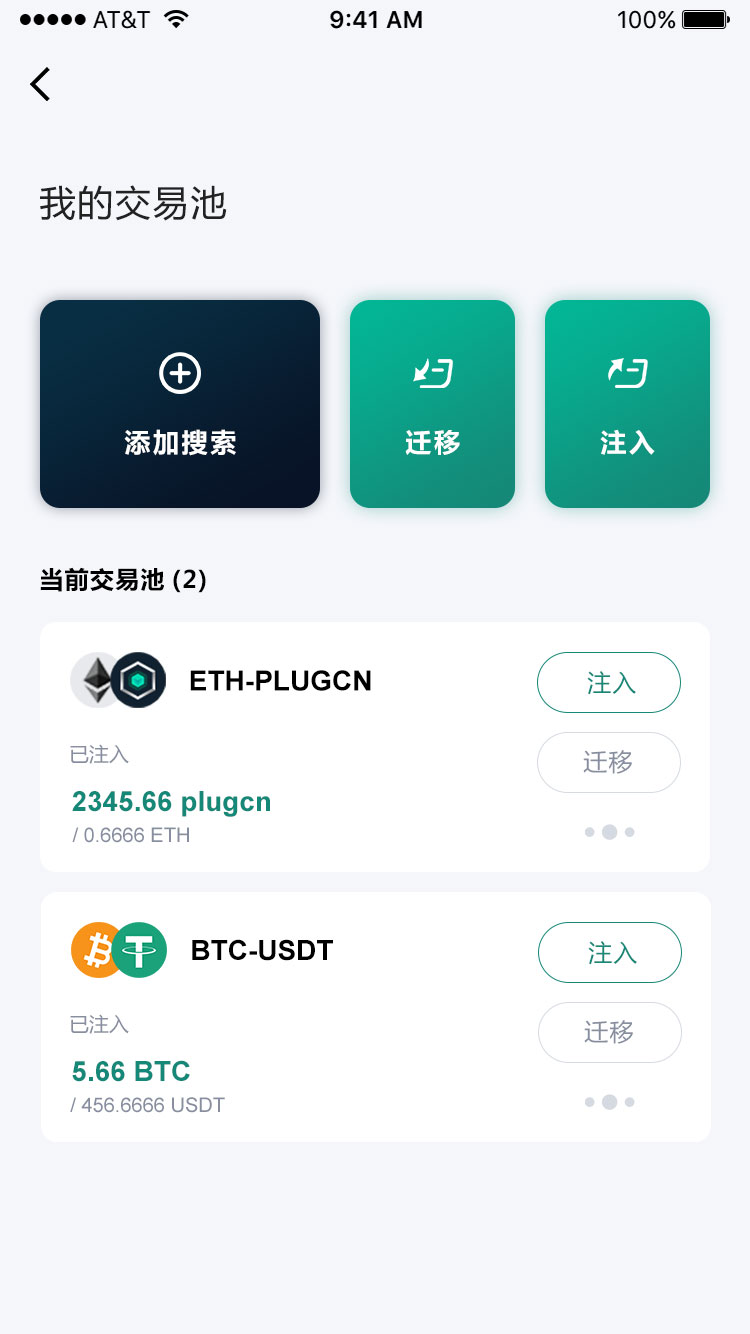 AT&T 9:41 AM 100%
我的交易池
添加搜索 迁移 注入
当前交易池 (2)
ETH-PLUGCN 注入
已注入 迁移
2345.66 plugcn
/ 0.6666 ETH
BTC-USDT 注入
已注入 迁移
5.66 BTC
/ 456.6666 USDT